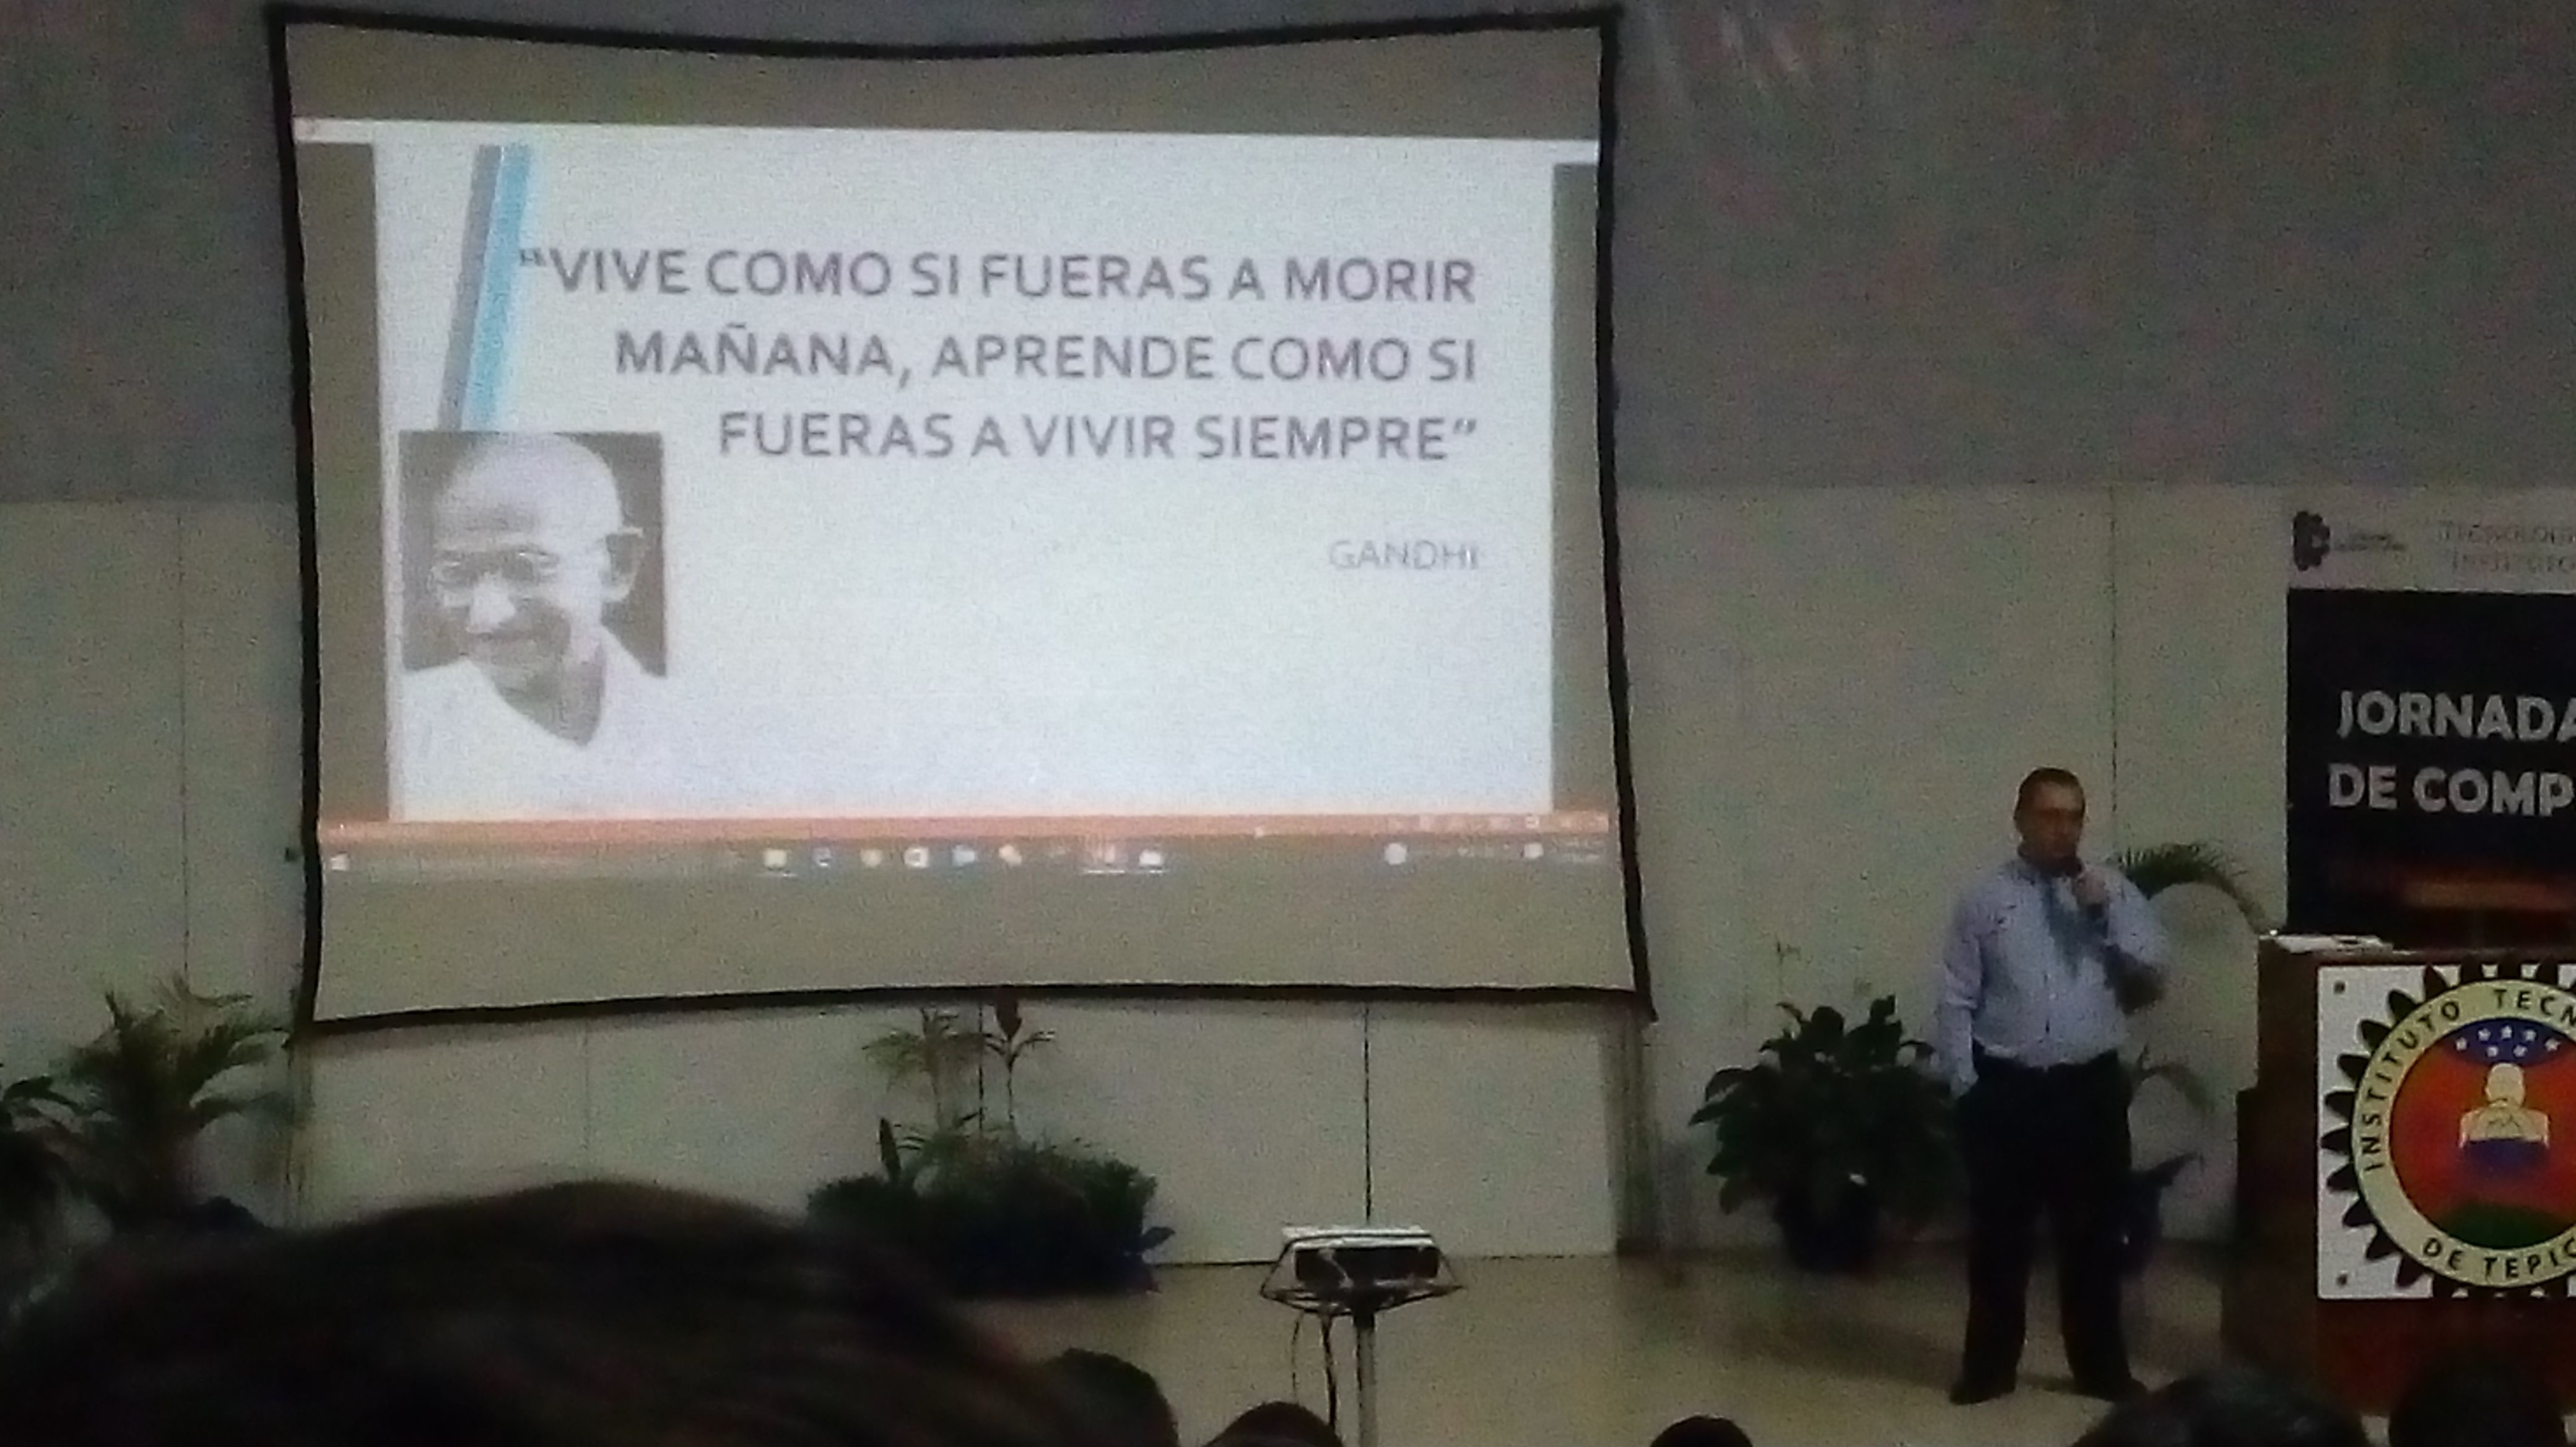 “VIVE COMO SI FUERAS A MORIR
MAÑANA, APRENDE COMO SI
FUERAS A VIVIR SIEMPRE”
GANDHI
JORNADA
DE COMP
INSTITUTO TECN
DE TEPIC